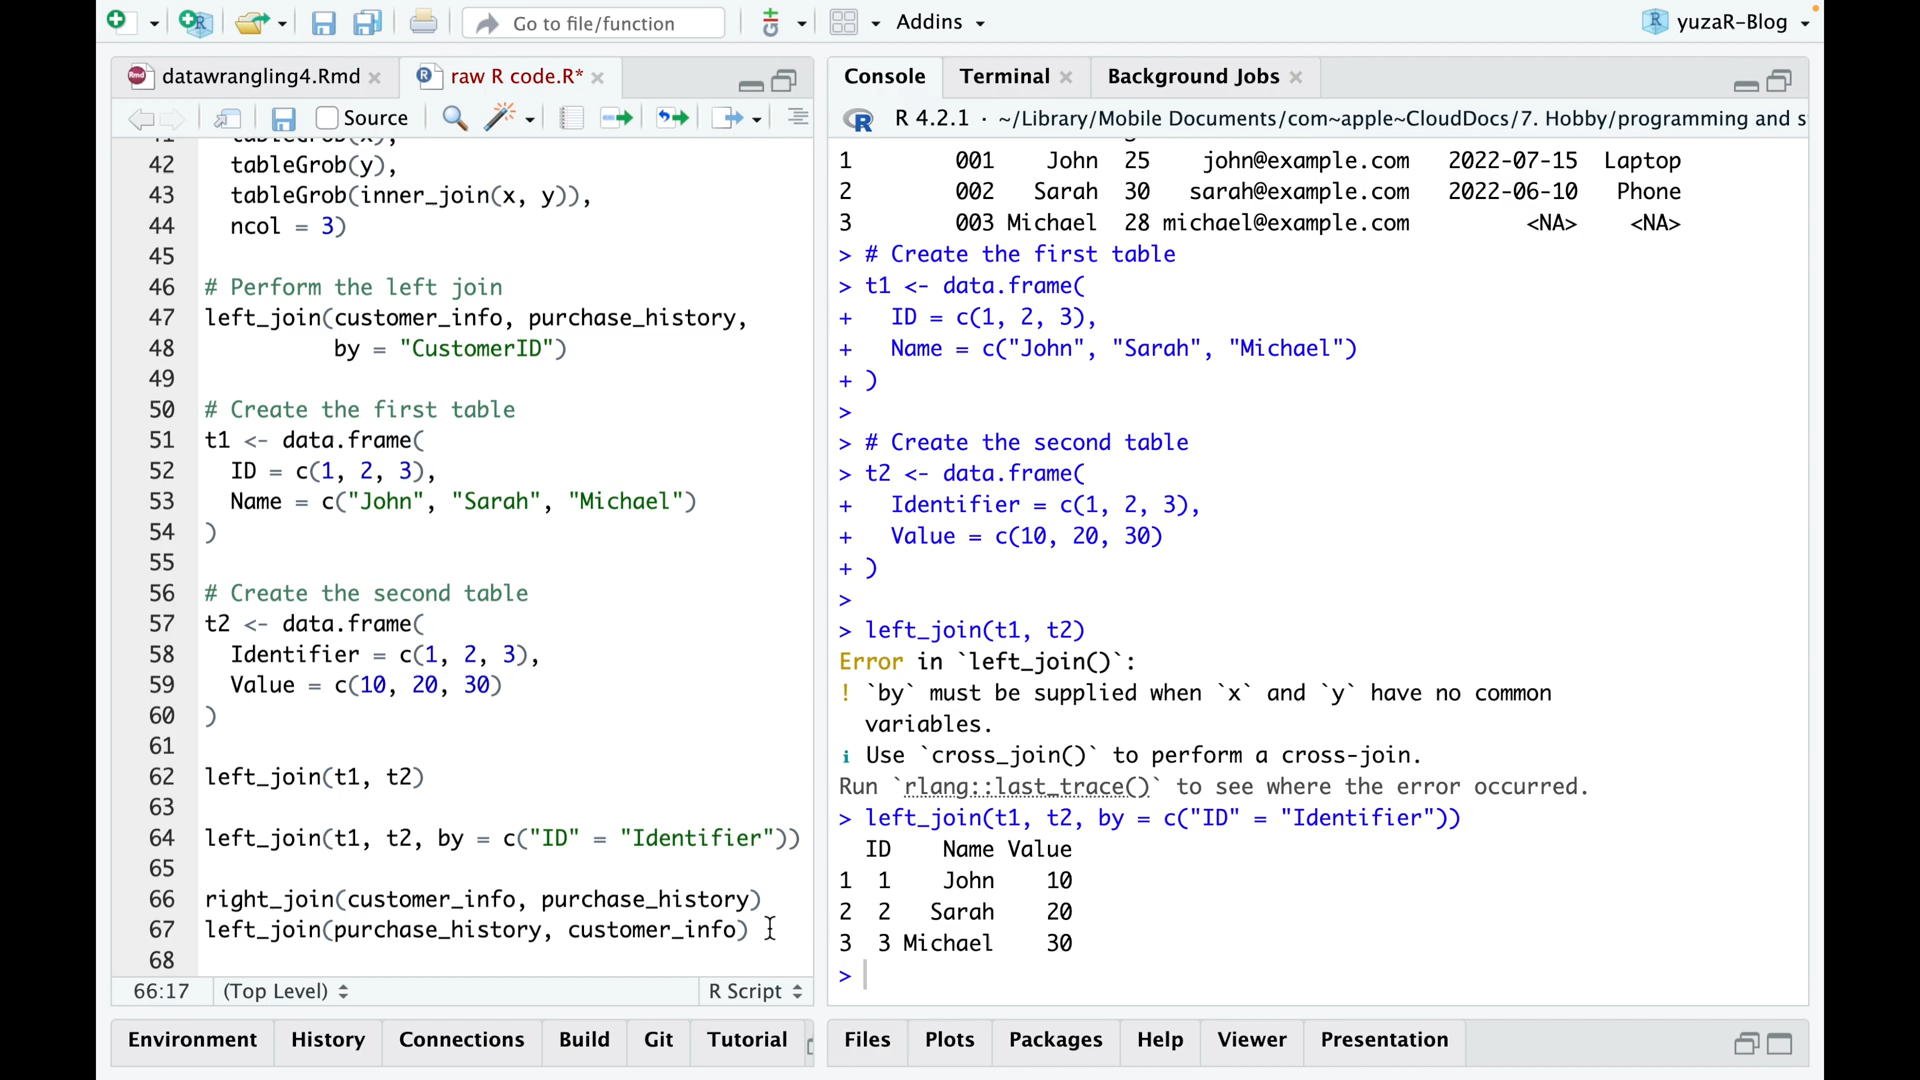 Go to file/function
Addins
yuzaR-Blog
datawrangling4.Rmd
raw R code.R*
Source
42 tableGrob(y),
43 tableGrob(inner_join(x, y)),
44 ncol = 3)
45
46 # Perform the left join
47 left_join(customer_info, purchase_history,
48 by = "CustomerID")
49
50 # Create the first table
51 t1 <- data.frame(
52 ID = c(1, 2, 3),
53 Name = c("John", "Sarah", "Michael")
54 )
55
56 # Create the second table
57 t2 <- data.frame(
58 Identifier = c(1, 2, 3),
59 Value = c(10, 20, 30)
60 )
61
62 left_join(t1, t2)
63
64 left_join(t1, t2, by = c("ID" = "Identifier"))
65
66 right_join(customer_info, purchase_history)
67 left_join(purchase_history, customer_info)
68
66:17 (Top Level) R Script
Environment History Connections Build Git Tutorial
Console Terminal Background Jobs
R 4.2.1 · ~/Library/Mobile Documents/com~apple~CloudDocs/7. Hobby/programming and s
1 001 John 25 john@example.com 2022-07-15 Laptop
2 002 Sarah 30 sarah@example.com 2022-06-10 Phone
3 003 Michael 28 michael@example.com <NA> <NA>
> # Create the first table
> t1 <- data.frame(
+ ID = c(1, 2, 3),
+ Name = c("John", "Sarah", "Michael")
+ )
>
> # Create the second table
> t2 <- data.frame(
+ Identifier = c(1, 2, 3),
+ Value = c(10, 20, 30)
+ )
>
> left_join(t1, t2)
Error in `left_join()`:
! `by` must be supplied when `x` and `y` have no common
variables.
i Use `cross_join()` to perform a cross-join.
Run `rlang::last_trace()` to see where the error occurred.
> left_join(t1, t2, by = c("ID" = "Identifier"))
ID Name Value
1 1 John 10
2 2 Sarah 20
3 3 Michael 30
>
Files Plots Packages Help Viewer Presentation